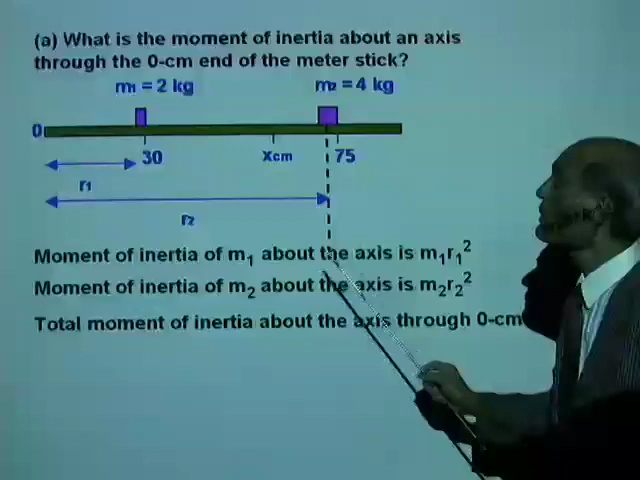 (a) What is the moment of inertia about an axis
through the 0-cm end of the meter stick?
m₁ = 2 kg
m₂ = 4 kg
0
30
Xcm
75
r₁
r₂
Moment of inertia of m₁ about the axis is m₁r₁²
Moment of inertia of m₂ about the axis is m₂r₂²
Total moment of inertia about the axis through 0-cm